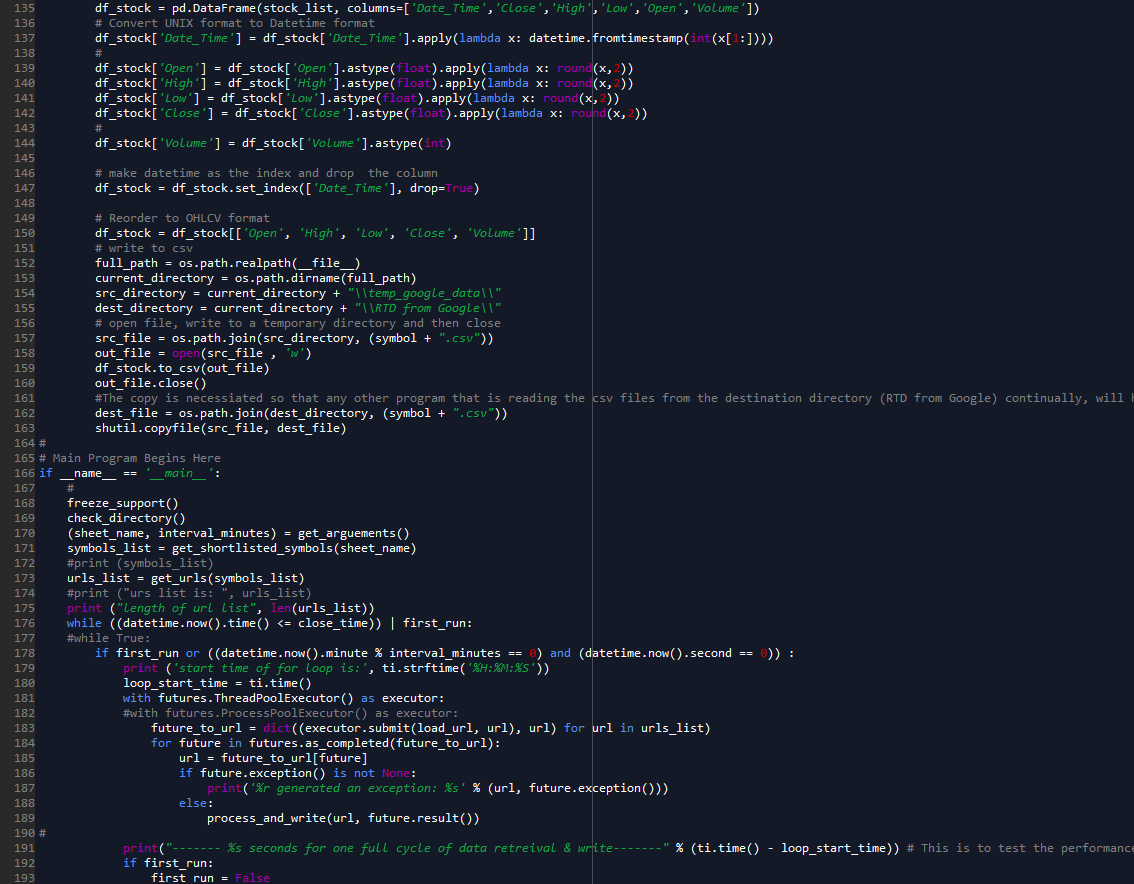 135 df_stock = pd.DataFrame(stock_list, columns=['Date_Time','Close','High','Low','Open','Volume'])
136 # Convert UNIX format to Datetime format
137 df_stock['Date_Time'] = df_stock['Date_Time'].apply(lambda x: datetime.fromtimestamp(int(x[1:])))
138 #
139 df_stock['Open'] = df_stock['Open'].astype(float).apply(lambda x: round(x,2))
140 df_stock['High'] = df_stock['High'].astype(float).apply(lambda x: round(x,2))
141 df_stock['Low'] = df_stock['Low'].astype(float).apply(lambda x: round(x,2))
142 df_stock['Close'] = df_stock['Close'].astype(float).apply(lambda x: round(x,2))
143 #
144 df_stock['Volume'] = df_stock['Volume'].astype(int)
145
146 # make datetime as the index and drop  the column
147 df_stock = df_stock.set_index(['Date_Time'], drop=True)
148
149 # Reorder to OHLCV format
150 df_stock = df_stock[['Open', 'High', 'Low', 'Close', 'Volume']]
151 # write to csv
152 full_path = os.path.realpath(__file__)
153 current_directory = os.path.dirname(full_path)
154 src_directory = current_directory + "\\temp_google_data\\"
155 dest_directory = current_directory + "\\RTD from Google\\"
156 # open file, write to a temporary directory and then close
157 src_file = os.path.join(src_directory, (symbol + ".csv"))
158 out_file = open(src_file , 'w')
159 df_stock.to_csv(out_file)
160 out_file.close()
161 #The copy is necessiated so that any other program that is reading the csv files from the destination directory (RTD from Google) continually, will
162 dest_file = os.path.join(dest_directory, (symbol + ".csv"))
163 shutil.copyfile(src_file, dest_file)
164 #
165 # Main Program Begins Here
166 if __name__ == '__main__':
167 #
168 freeze_support()
169 check_directory()
170 (sheet_name, interval_minutes) = get_arguements()
171 symbols_list = get_shortlisted_symbols(sheet_name)
172 #print (symbols_list)
173 urls_list = get_urls(symbols_list)
174 #print ("urs list is: ", urls_list)
175 print ("length of url list", len(urls_list))
176 while ((datetime.now().time() <= close_time)) | first_run:
177 #while True:
178 if first_run or ((datetime.now().minute % interval_minutes == 0) and (datetime.now().second == 0)) :
179 print ('start time of for loop is:', ti.strftime('%H:%M:%S'))
180 loop_start_time = ti.time()
181 with futures.ThreadPoolExecutor() as executor:
182 #with futures.ProcessPoolExecutor() as executor:
183 future_to_url = dict((executor.submit(load_url, url), url) for url in urls_list)
184 for future in futures.as_completed(future_to_url):
185 url = future_to_url[future]
186 if future.exception() is not None:
187 print('%r generated an exception: %s' % (url, future.exception()))
188 else:
189 process_and_write(url, future.result())
190 #
191 print("------- %s seconds for one full cycle of data retreival & write-------" % (ti.time() - loop_start_time)) # This is to test the performance
192 if first_run:
193 first_run = False